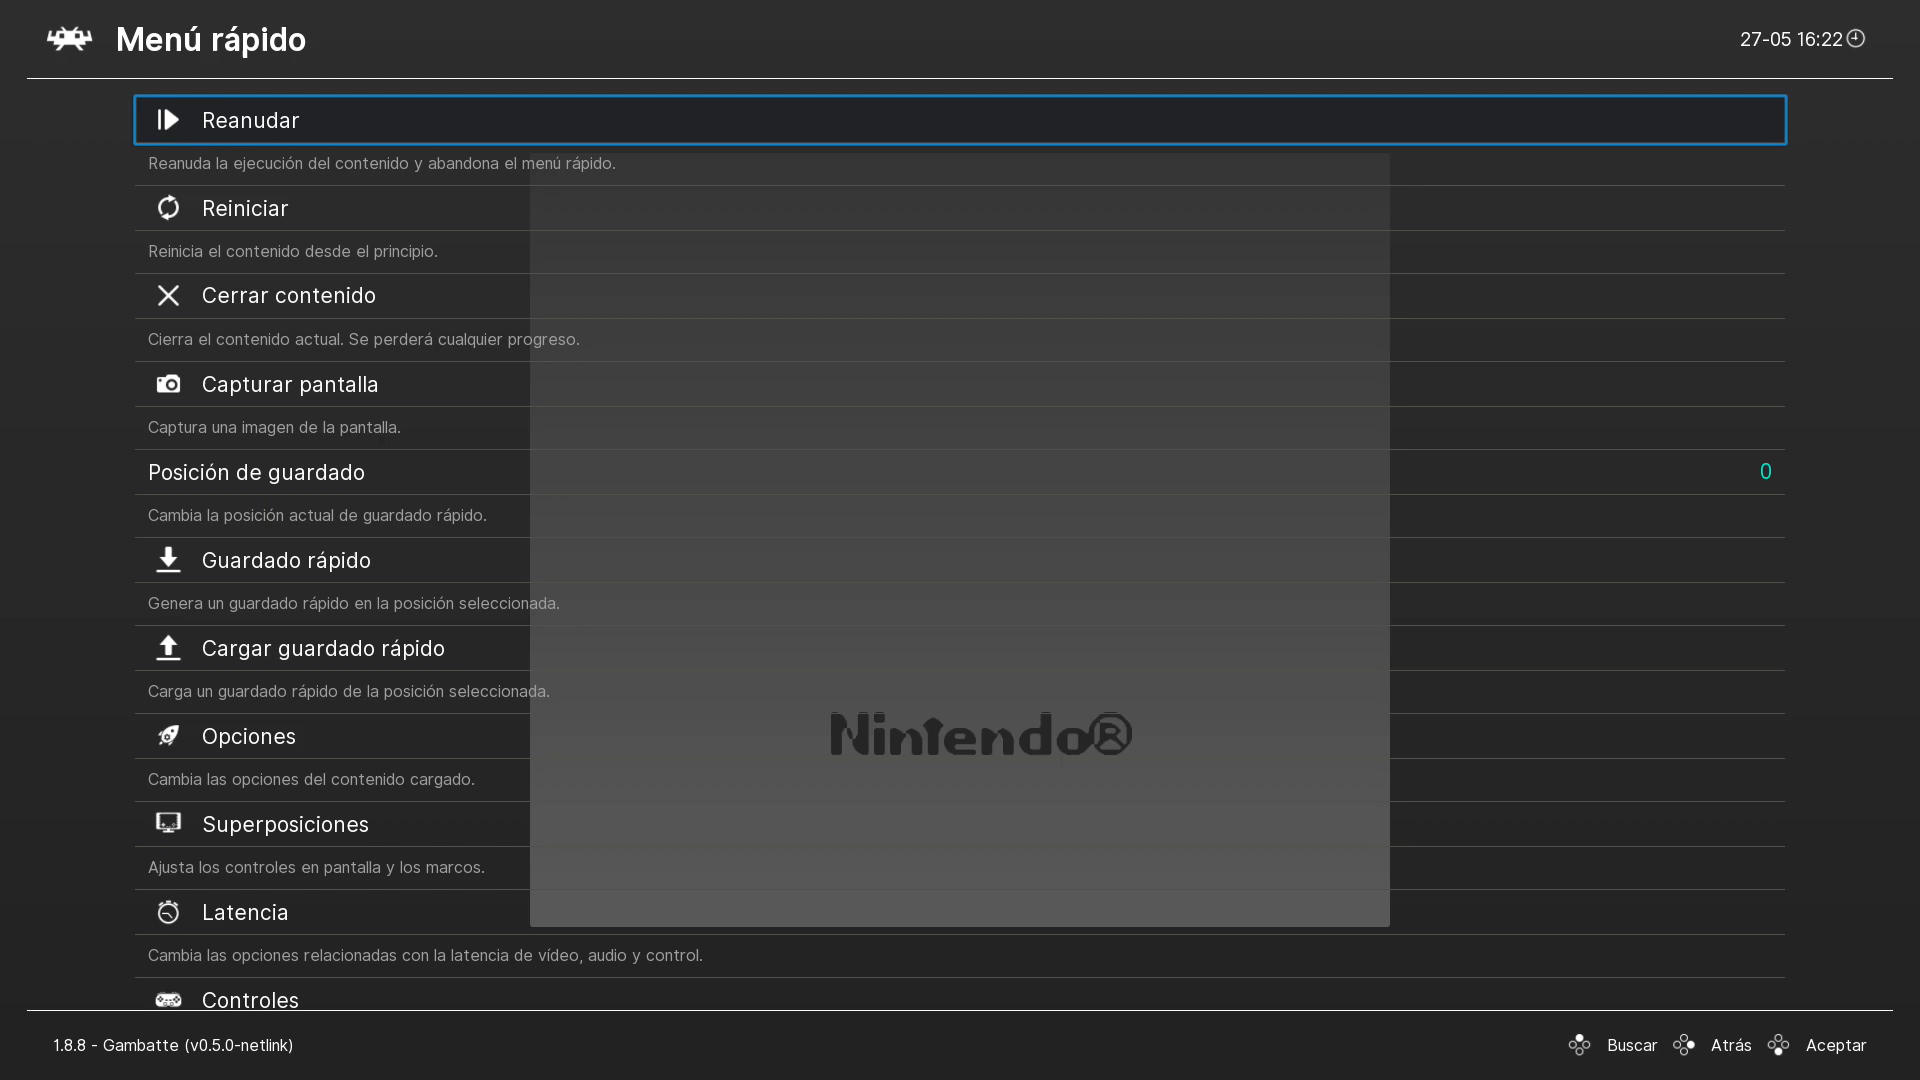 Menú rápido
27-05 16:22
Reanudar
Reanuda la ejecución del contenido y abandona el menú rápido.
Reiniciar
Reinicia el contenido desde el principio.
Cerrar contenido
Cierra el contenido actual. Se perderá cualquier progreso.
Capturar pantalla
Captura una imagen de la pantalla.
Posición de guardado 0
Cambia la posición actual de guardado rápido.
Guardado rápido
Genera un guardado rápido en la posición seleccionada.
Cargar guardado rápido
Carga un guardado rápido de la posición seleccionada.
Nintendo®
Opciones
Cambia las opciones del contenido cargado.
Superposiciones
Ajusta los controles en pantalla y los marcos.
Latencia
Cambia las opciones relacionadas con la latencia de vídeo, audio y control.
Controles
1.8.8 - Gambatte (v0.5.0-netlink)
Buscar Atrás Aceptar